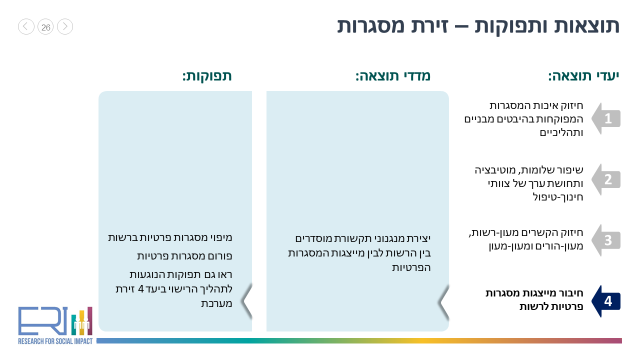 תוצאות ותפוקות – זירת מסגרות
26
יעדי תוצאה:
מדדי תוצאה:
תפוקות:
1
חיזוק איכות המסגרות
המפוקחות בהיבטים מבניים
ותהליכיים
2
שיפור שלומות, מוטיבציה
ותחושת ערך של צוותי
חינוך-טיפול
3
חיזוק הקשרים מעון-רשות,
מעון-הורים ומעון-מעון
4
חיבור מייצגות מסגרות
פרטיות לרשות
יצירת מנגנוני תקשורת מוסדרים
בין הרשות לבין מייצגות המסגרות
הפרטיות
מיפוי מסגרות פרטיות ברשות
פורום מסגרות פרטיות
ראו גם תפוקות הנוגעות
לתהליך הרישוי ביעד 4 זירת
מערכת
ERI
RESEARCH FOR SOCIAL IMPACT